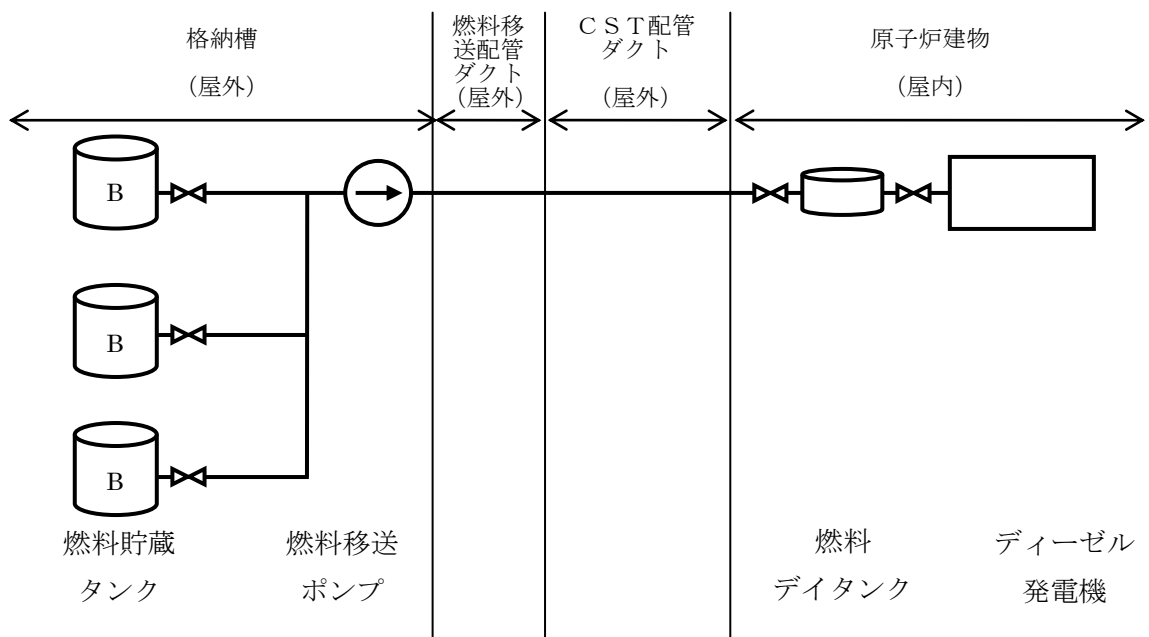 格納槽
(屋外)
燃料移
送配管
ダクト
(屋外)
ＣＳＴ配管
ダクト
(屋外)
原子炉建物
(屋内)
B
B
B
燃料貯蔵
タンク
燃料移送
ポンプ
燃料
デイタンク
ディーゼル
発電機